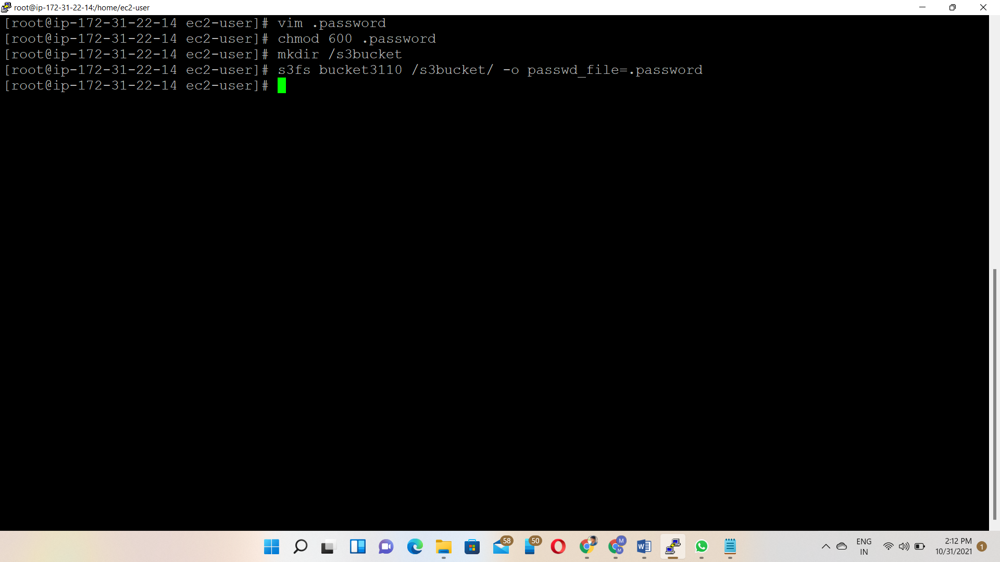 root@ip-172-31-22-14:/home/ec2-user
[root@ip-172-31-22-14 ec2-user]# vim .password
[root@ip-172-31-22-14 ec2-user]# chmod 600 .password
[root@ip-172-31-22-14 ec2-user]# mkdir /s3bucket
[root@ip-172-31-22-14 ec2-user]# s3fs bucket3110 /s3bucket/ -o passwd_file=.password
[root@ip-172-31-22-14 ec2-user]#
58
50
M
M
W
ENG
IN
2:12 PM
10/31/2021
1